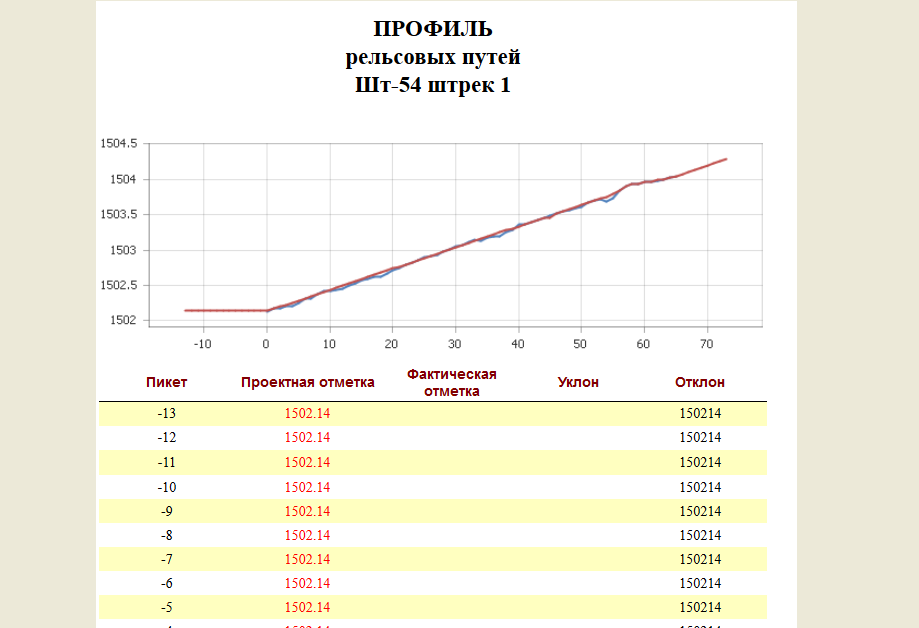 ПРОФИЛЬ
рельсовых путей
Шт-54 штрек 1
1504.5
1504
1503.5
1503
1502.5
1502
-10 0 10 20 30 40 50 60 70
Пикет Проектная отметка Фактическая отметка Уклон Отклон
-13 1502.14 150214
-12 1502.14 150214
-11 1502.14 150214
-10 1502.14 150214
-9 1502.14 150214
-8 1502.14 150214
-7 1502.14 150214
-6 1502.14 150214
-5 1502.14 150214